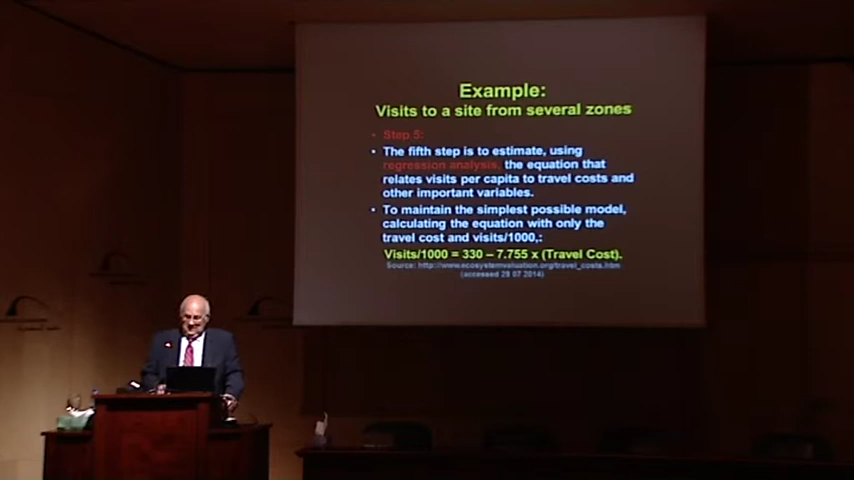 Example:
Visits to a site from several zones
• Step 5:
• The fifth step is to estimate, using
regression analysis, the equation that
relates visits per capita to travel costs and
other important variables.
• To maintain the simplest possible model,
calculating the equation with only the
travel cost and visits/1000,:
Visits/1000 = 330 – 7.755 x (Travel Cost).
Source: http://www.ecosystemvaluation.org/travel_costs.htm
(accessed 28 07 2014)